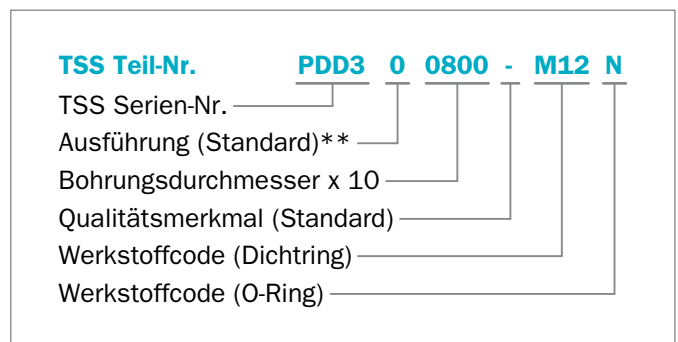 TSS Teil-Nr. PDD3 0 0800 - M12 N
TSS Serien-Nr.
Ausführung (Standard)**
Bohrungsdurchmesser x 10
Qualitätsmerkmal (Standard)
Werkstoffcode (Dichtring)
Werkstoffcode (O-Ring)